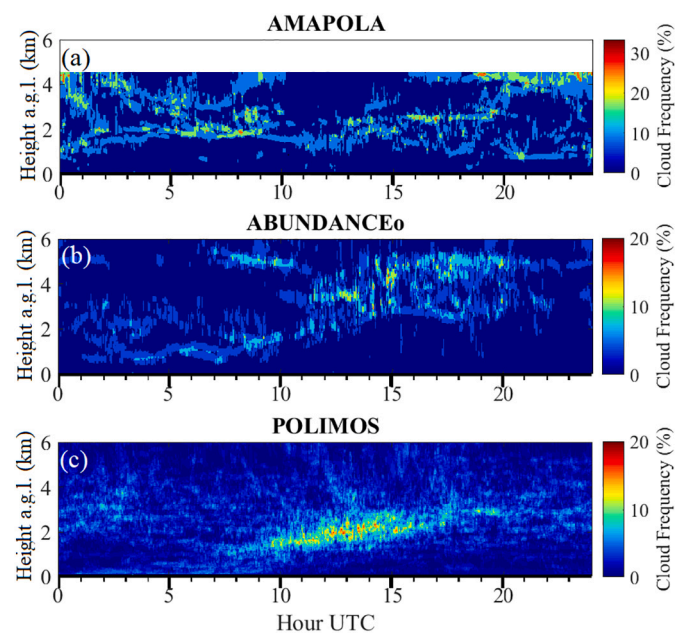 AMAPOLA
(a)
Height a.g.l. (km)
6
4
2
0
0 5 10 15 20
30
20
10
0
Cloud Frequency (%)
ABUNDANCEo
(b)
Height a.g.l. (km)
6
4
2
0
0 5 10 15 20
20
10
0
Cloud Frequency (%)
POLIMOS
(c)
Height a.g.l. (km)
6
4
2
0
0 5 10 15 20
20
10
0
Cloud Frequency (%)
Hour UTC